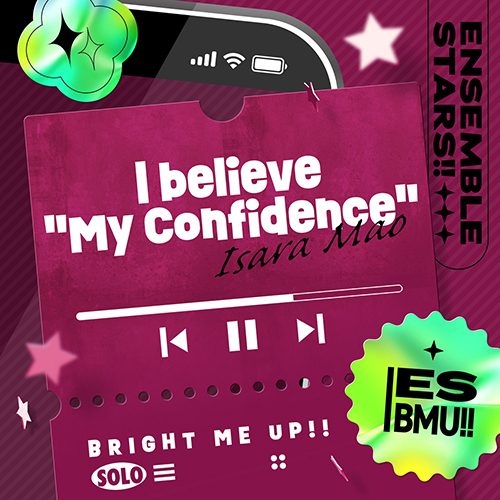 ENSEMBLE
STARS!!
I believe
"My Confidence"
Isara Mao
ES
BMU!!
BRIGHT ME UP!!
SOLO